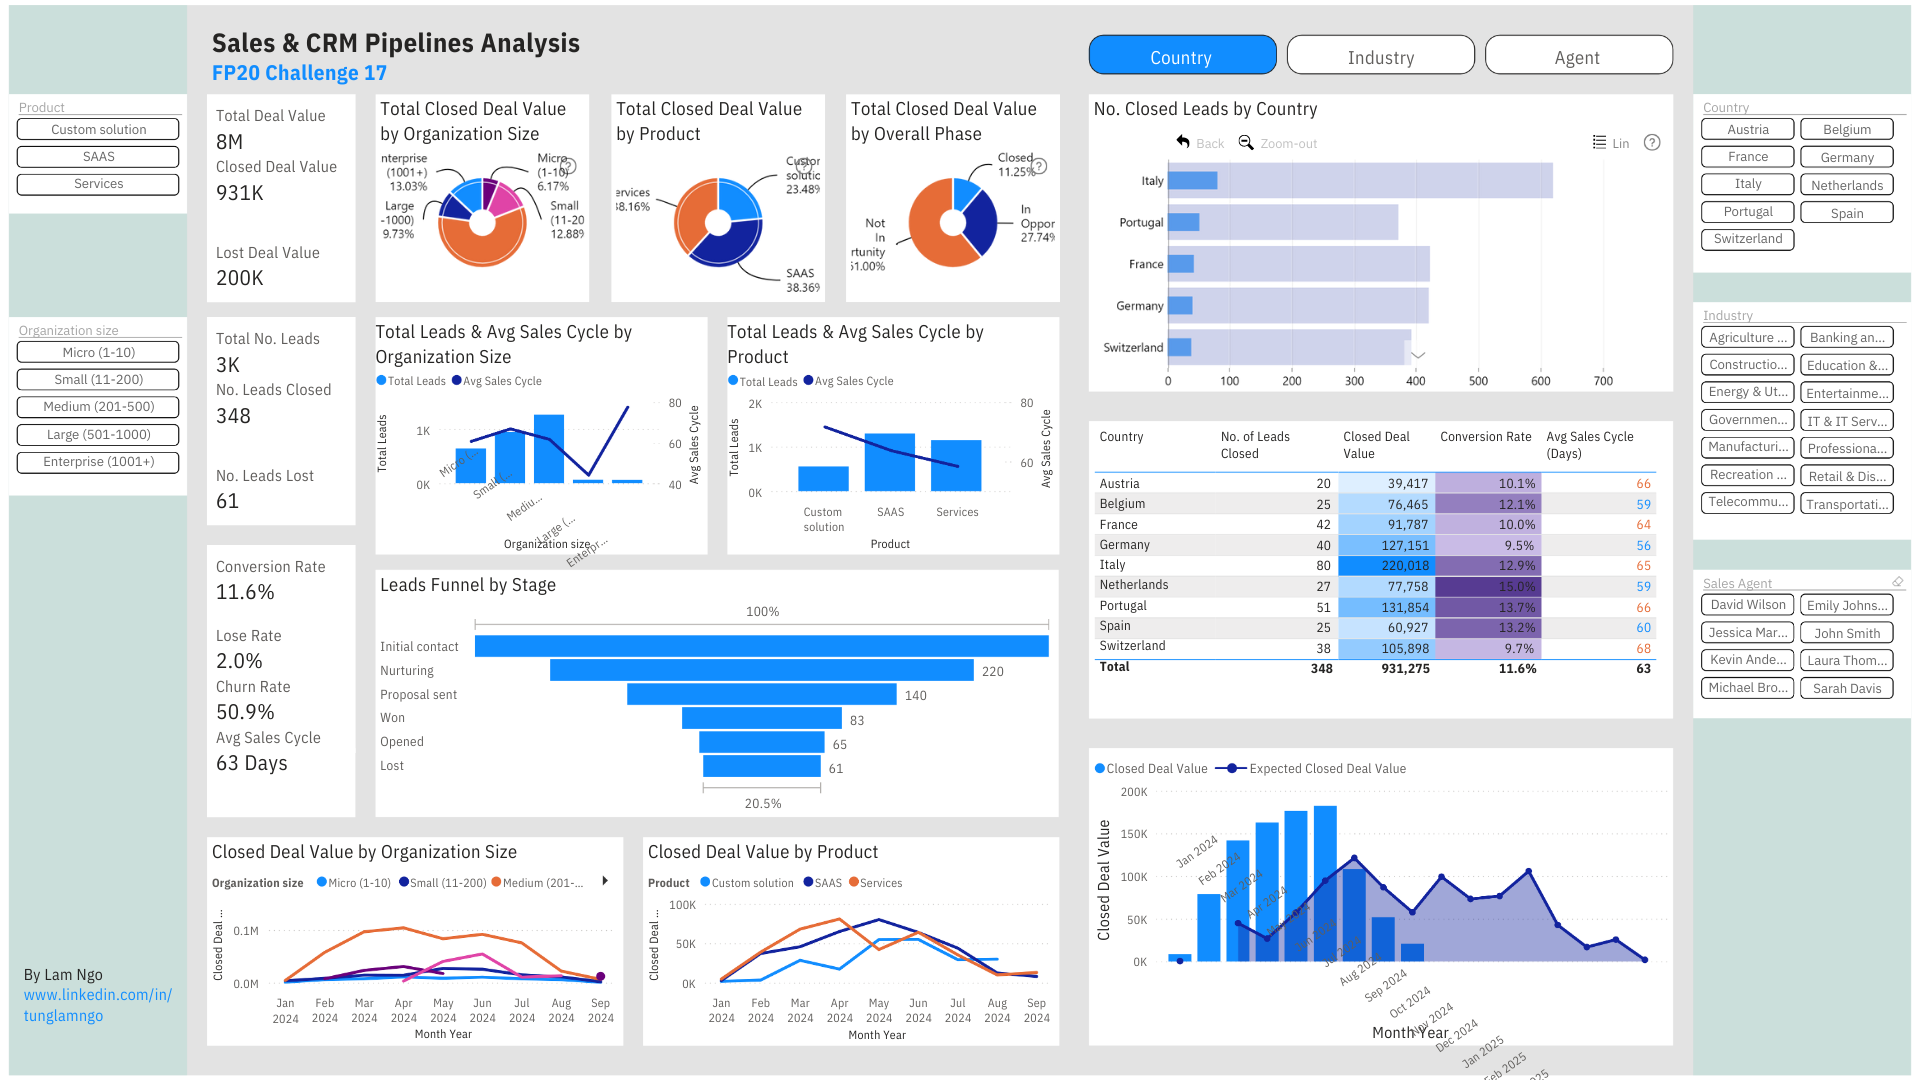 Sales & CRM Pipelines Analysis
FP20 Challenge 17
Country
Industry
Agent
Product
Custom solution
SAAS
Services
Organization size
Micro (1-10)
Small (11-200)
Medium (201-500)
Large (501-1000)
Enterprise (1001+)
By Lam Ngo
www.linkedin.com/in/
tunglamngo
Total Deal Value
8M
Closed Deal Value
931K
Lost Deal Value
200K
Total No. Leads
3K
No. Leads Closed
348
No. Leads Lost
61
Conversion Rate
11.6%
Lose Rate
2.0%
Churn Rate
50.9%
Avg Sales Cycle
63 Days
Total Closed Deal Value
by Organization Size
nterprise
(1001+)
13.03%
Micro
(1-10)
6.17%
Large
-1000)
9.73%
Small
(11-20
12.88%
Total Closed Deal Value
by Product
Custor
solutic
23.48%
ervices
38.16%
SAAS
38.36%
Total Closed Deal Value
by Overall Phase
Closed
11.25%
Not
In
rtunity
61.00%
In
Oppor
27.74%
Total Leads & Avg Sales Cycle by
Organization Size
Total Leads
Avg Sales Cycle
Total Leads
1K
0K
80
60
40
Avg Sales Cycle
Micro (...
Small (...
Mediu...
Large (...
Enterpr...
Organization size
Total Leads & Avg Sales Cycle by
Product
Total Leads
Avg Sales Cycle
Total Leads
2K
1K
0K
80
60
Avg Sales Cycle
Custom
solution
SAAS
Services
Product
Leads Funnel by Stage
100%
Initial contact
Nurturing
220
Proposal sent
140
Won
83
Opened
65
Lost
61
20.5%
Closed Deal Value by Organization Size
Organization size
Micro (1-10)
Small (11-200)
Medium (201-...
Closed Deal ...
0.1M
0.0M
Jan 2024
Feb 2024
Mar 2024
Apr 2024
May 2024
Jun 2024
Jul 2024
Aug 2024
Sep 2024
Month Year
Closed Deal Value by Product
Product
Custom solution
SAAS
Services
Closed Deal ...
100K
50K
0K
Jan 2024
Feb 2024
Mar 2024
Apr 2024
May 2024
Jun 2024
Jul 2024
Aug 2024
Sep 2024
Month Year
No. Closed Leads by Country
Back
Zoom-out
Lin
?
Italy
Portugal
France
Germany
Switzerland
0 100 200 300 400 500 600 700
Country No. of Leads Closed Closed Deal Value Conversion Rate Avg Sales Cycle (Days)
Austria 20 39,417 10.1% 66
Belgium 25 76,465 12.1% 59
France 42 91,787 10.0% 64
Germany 40 127,151 9.5% 56
Italy 80 220,018 12.9% 65
Netherlands 27 77,758 15.0% 59
Portugal 51 131,854 13.7% 66
Spain 25 60,927 13.2% 60
Switzerland 38 105,898 9.7% 68
Total 348 931,275 11.6% 63
Closed Deal Value
Expected Closed Deal Value
Closed Deal Value
200K
150K
100K
50K
0K
Jan 2024
Feb 2024
Mar 2024
Apr 2024
Aug 2024
Sep 2024
Oct 2024
Nov 2024
Dec 2024
Jan 2025
Feb 2025
Month Year
Country
Austria
Belgium
France
Germany
Italy
Netherlands
Portugal
Spain
Switzerland
Industry
Agriculture ...
Banking an...
Constructio...
Education &...
Energy & Ut...
Entertainme...
Governmen...
IT & IT Serv...
Manufacturi...
Professiona...
Recreation ...
Retail & Dis...
Telecommu...
Transportati...
Sales Agent
David Wilson
Emily Johns...
Jessica Mar...
John Smith
Kevin Ande...
Laura Thom...
Michael Bro...
Sarah Davis